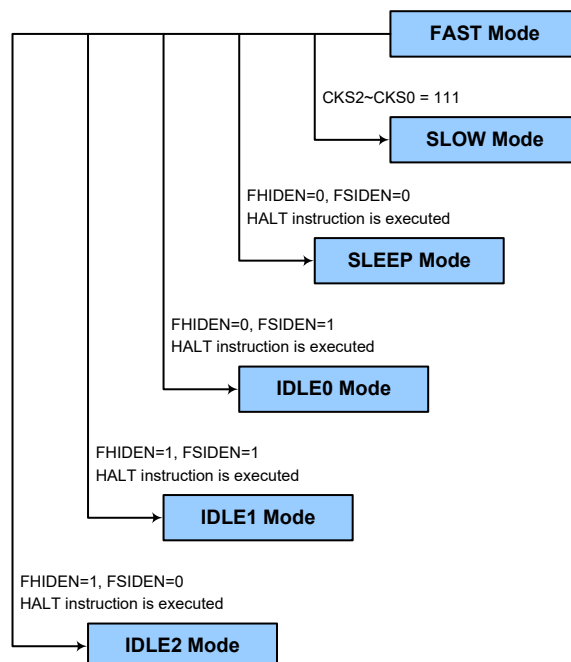 FAST Mode
CKS2~CKS0 = 111
SLOW Mode
FHIDEN=0, FSIDEN=0
HALT instruction is executed
SLEEP Mode
FHIDEN=0, FSIDEN=1
HALT instruction is executed
IDLE0 Mode
FHIDEN=1, FSIDEN=1
HALT instruction is executed
IDLE1 Mode
FHIDEN=1, FSIDEN=0
HALT instruction is executed
IDLE2 Mode